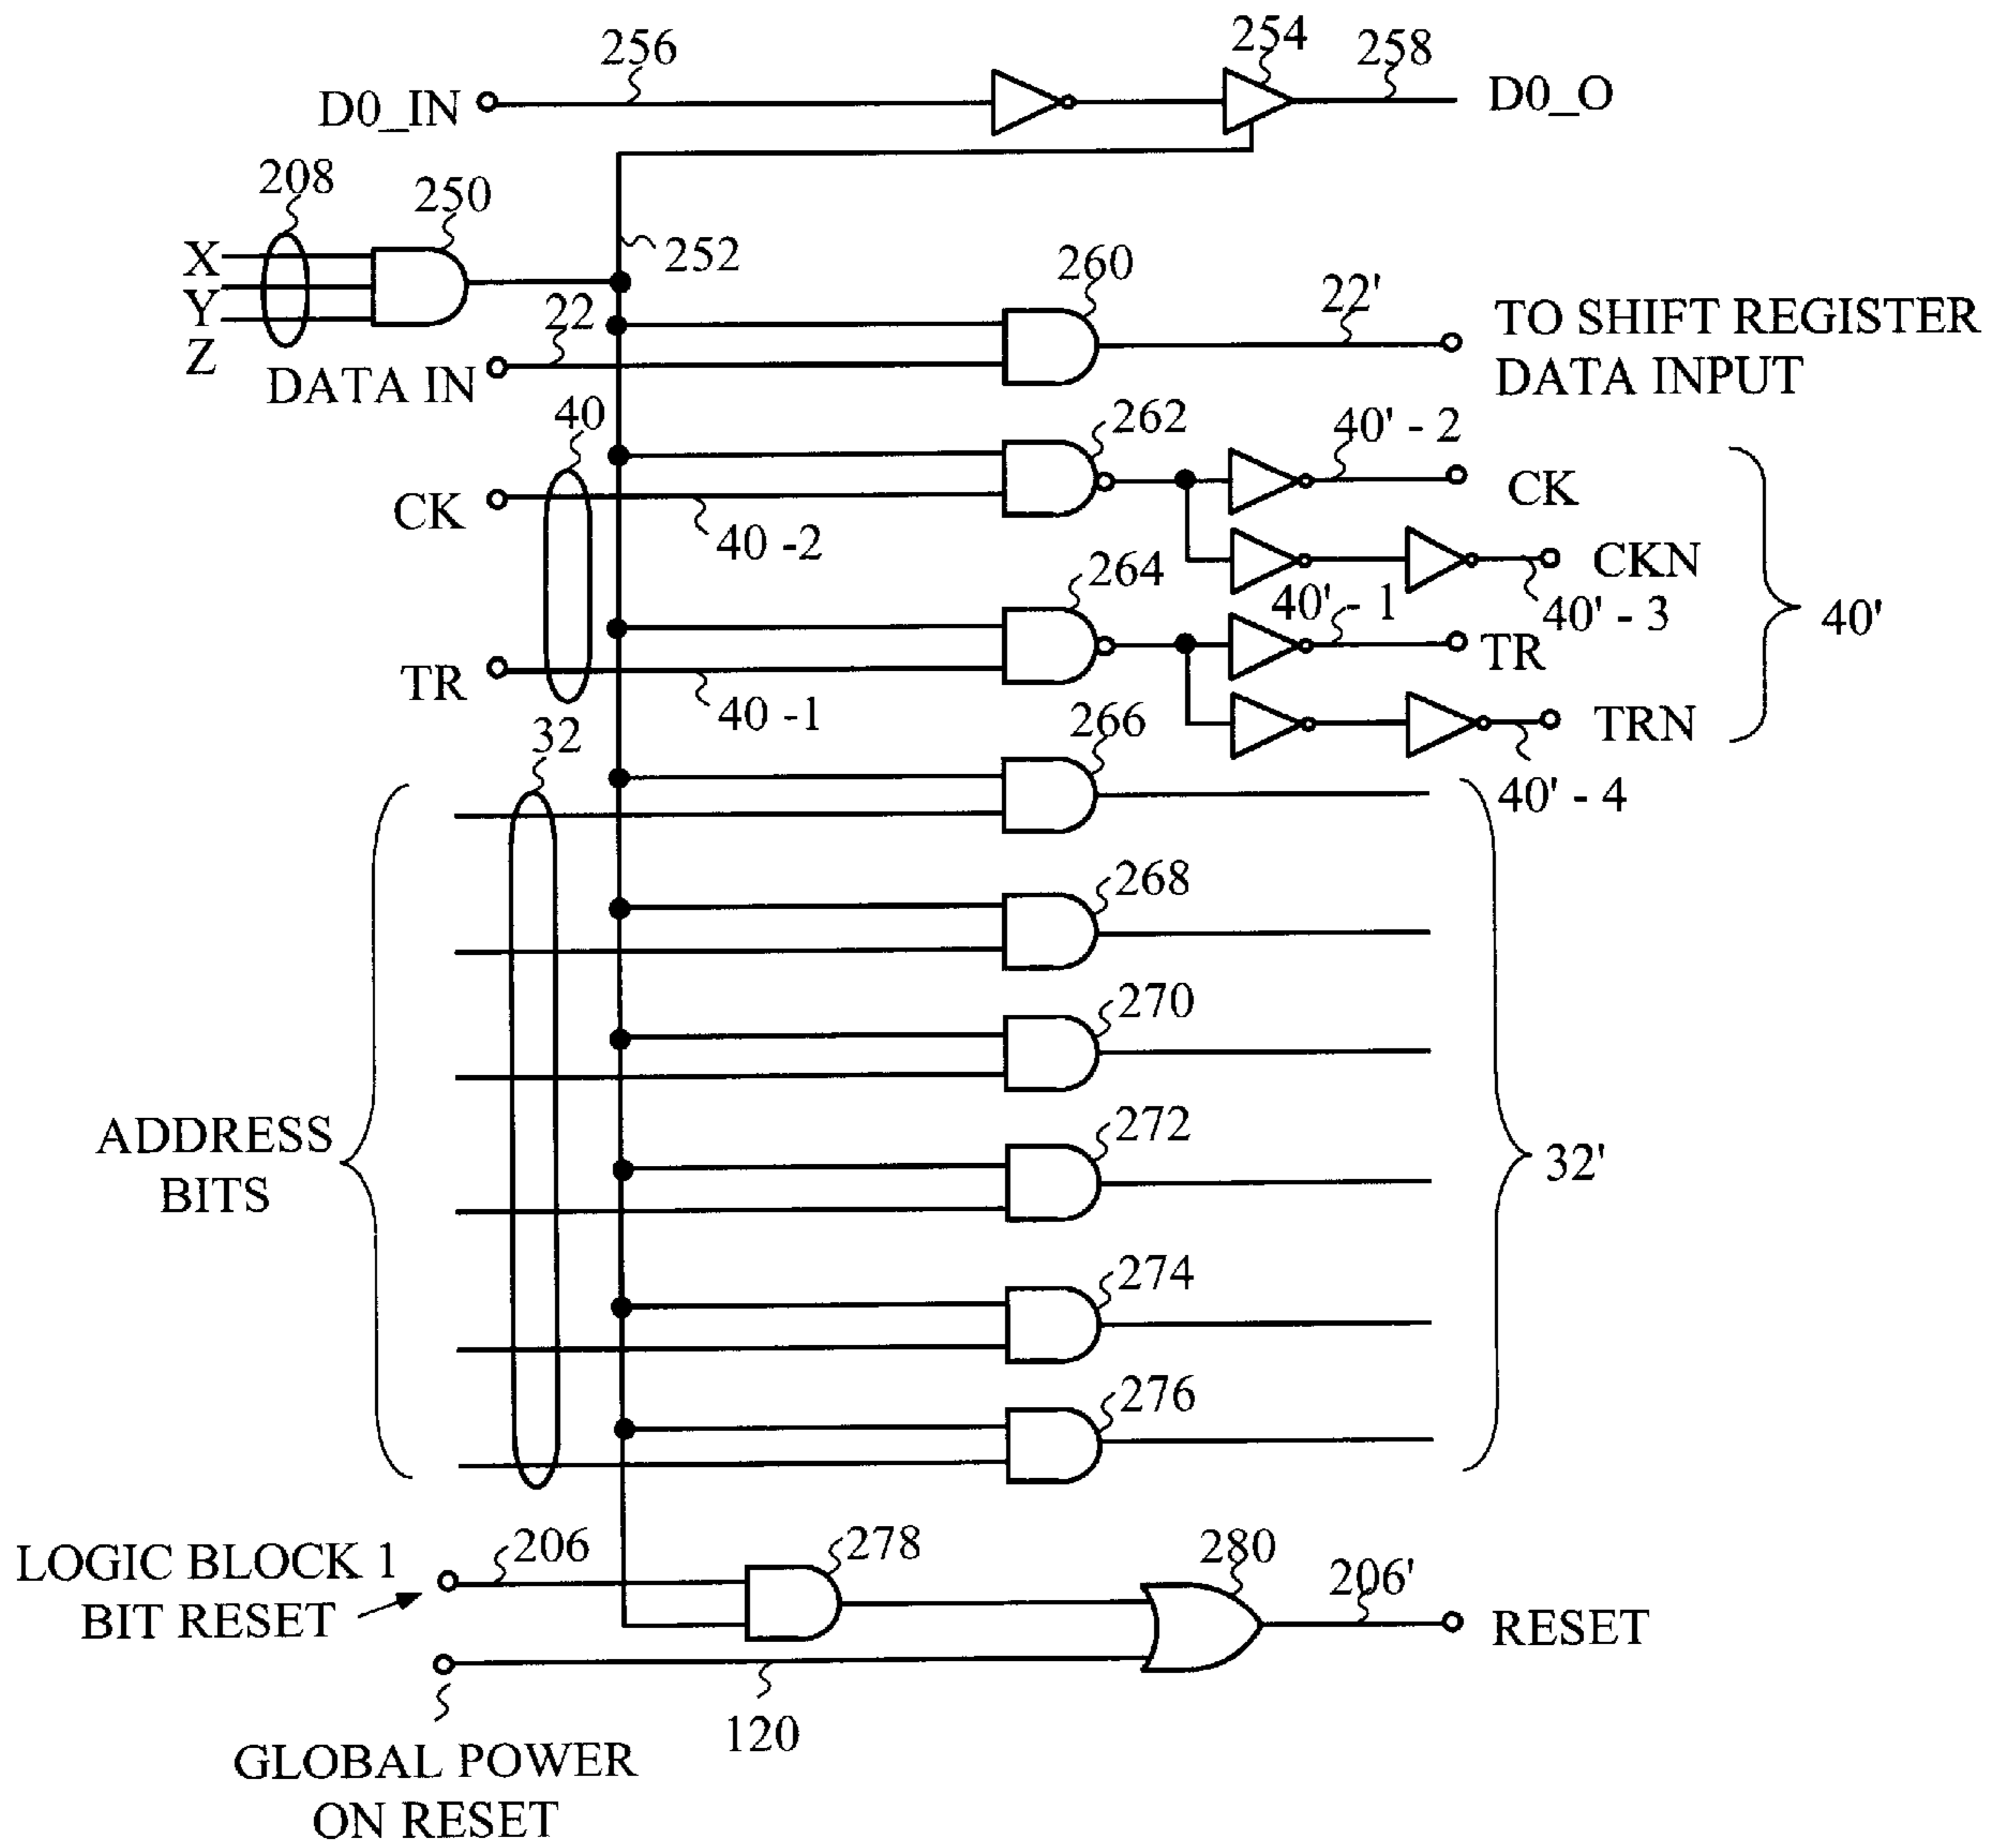 256
254
258
D0_IN
D0_O
208
250
X
Y
Z
252
22
DATA IN
260
22'
TO SHIFT REGISTER
DATA INPUT
40
CK
40 -2
262
40' - 2
CK
CKN
40' - 3
264
40' - 1
TR
TR
40 -1
TRN
40' - 4
40'
32
266
268
270
272
274
276
ADDRESS
BITS
32'
LOGIC BLOCK 1
BIT RESET
206
278
280
206'
RESET
120
GLOBAL POWER
ON RESET